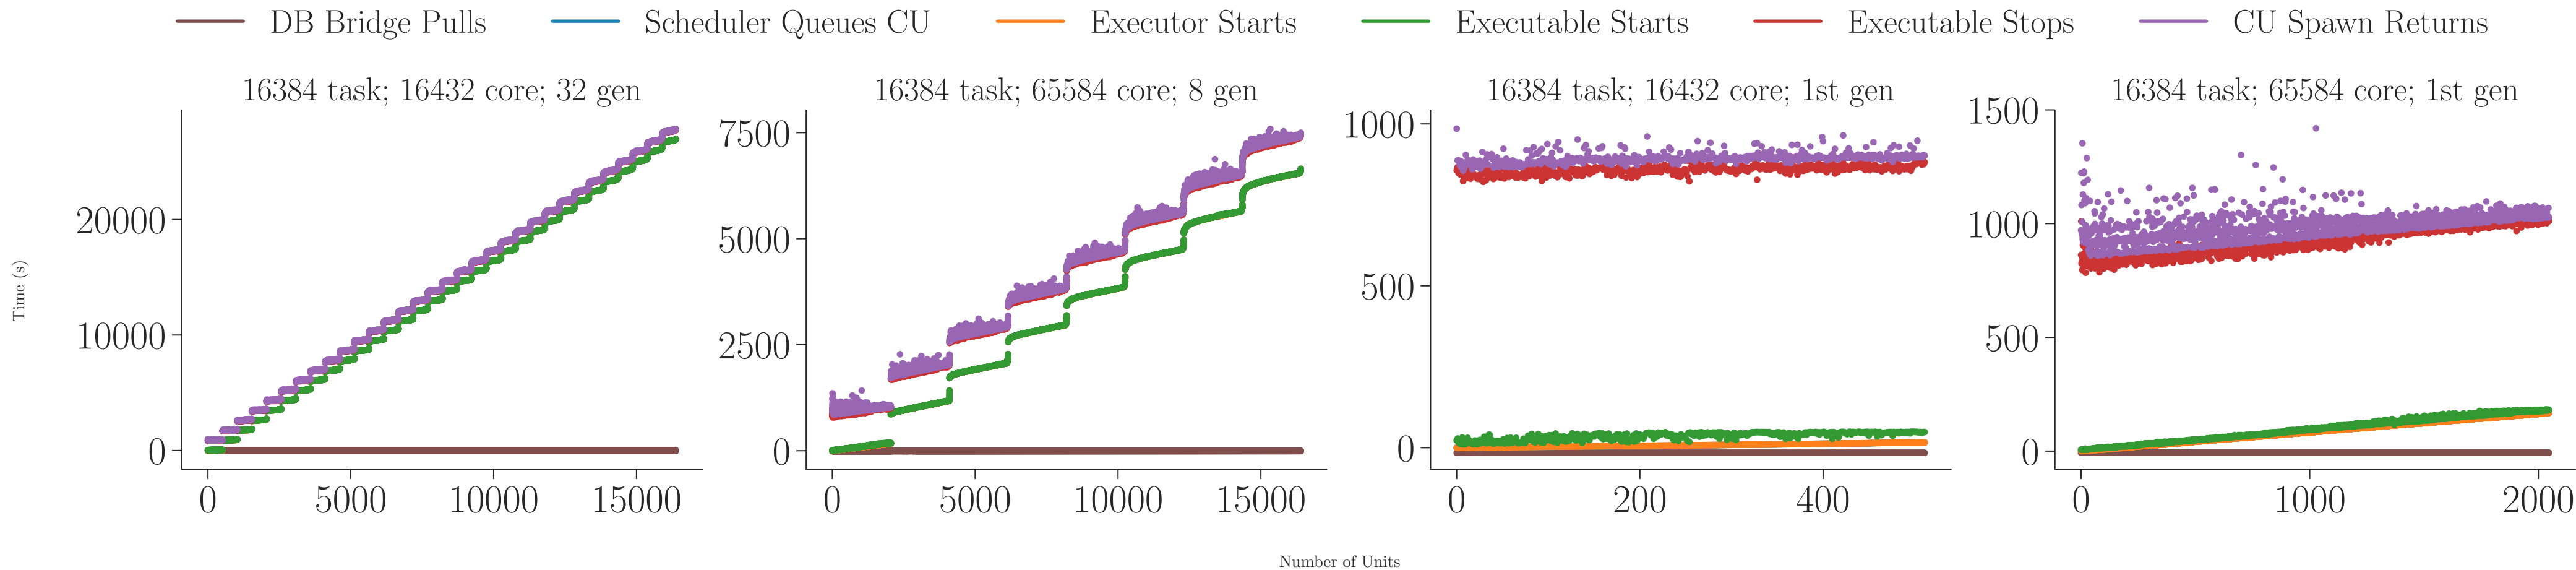 DB Bridge Pulls Scheduler Queues CU Executor Starts Executable Starts Executable Stops CU Spawn Returns
16384 task; 16432 core; 32 gen
20000
10000
0
0 5000 10000 15000
16384 task; 65584 core; 8 gen
7500
5000
2500
0
0 5000 10000 15000
16384 task; 16432 core; 1st gen
1000
500
0
0 200 400
16384 task; 65584 core; 1st gen
1500
1000
500
0
0 1000 2000
Time (s)
Number of Units